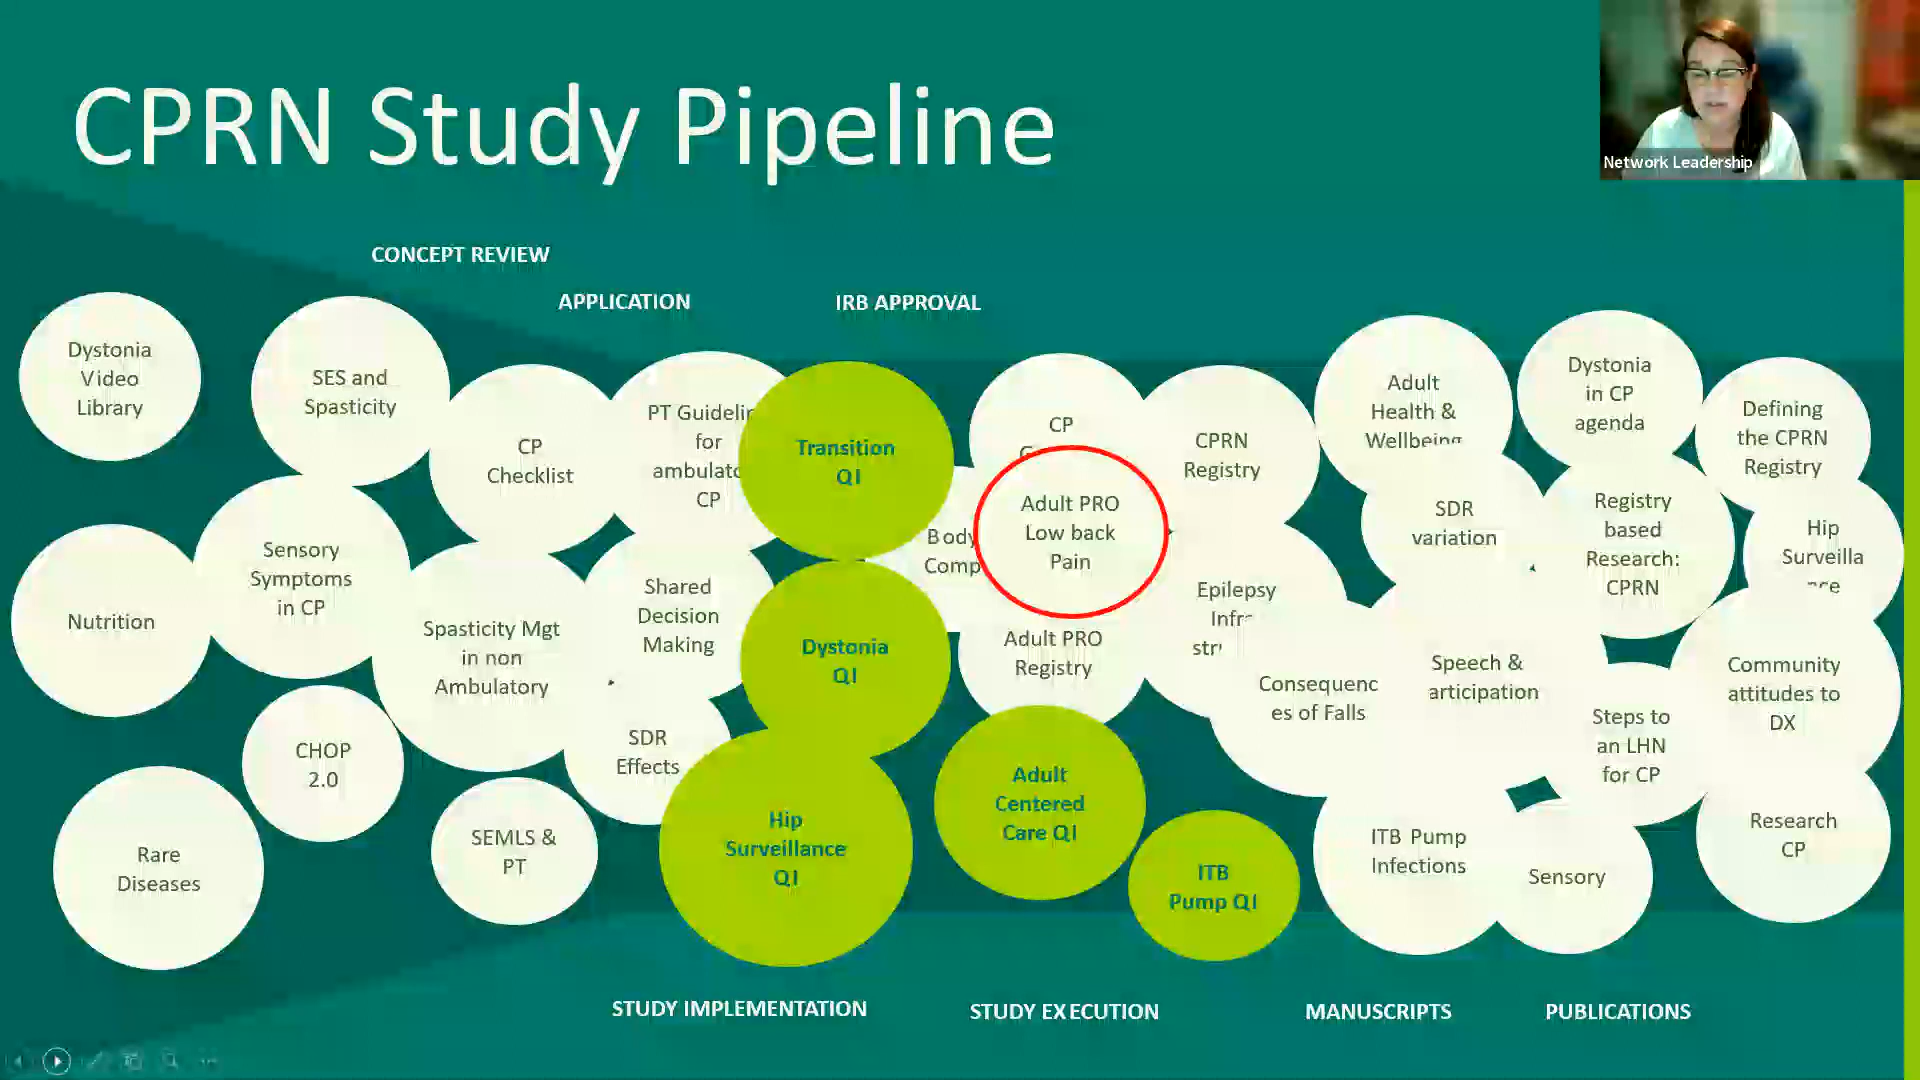 CPRN Study Pipeline
Network Leadership
CONCEPT REVIEW
APPLICATION
IRB APPROVAL
Dystonia
Video
Library
SES and
Spasticity
CP
Checklist
PT
for
CP
Transition
QI
CP
CPRN
Registry
Adult
Health &
Wellbeing
Dystonia
in CP
agenda
Defining
the CPRN
Registry
Nutrition
Sensory
Symptoms
in CP
Spasticity Mgt
in non
Ambulatory
Shared
Decision
Making
Dystonia
QI
Body
Comp
Adult PRO
Low back
Pain
Adult PRO
Registry
Epilepsy
Consequenc
es of Falls
SDR
variation
Speech &
articipation
Registry
based
Research:
CPRN
Hip
Surveilla
Community
attitudes to
DX
Steps to
an LHN
for CP
Rare
Diseases
CHOP
2.0
SEMLS &
PT
SDR
Effects
Hip
Surveillance
QI
Adult
Centered
Care QI
ITB
Pump QI
ITB Pump
Infections
Sensory
Research
CP
STUDY IMPLEMENTATION
STUDY EXECUTION
MANUSCRIPTS
PUBLICATIONS